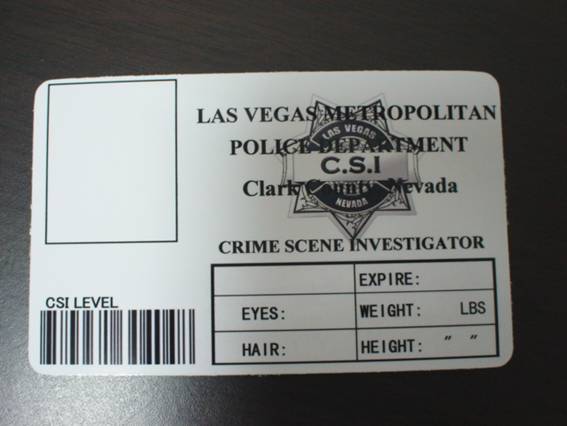 LAS VEGAS METROPOLITAN
POLICE DEPARTMENT
Clark County Nevada
LAS VEGAS
C.S.I
NEVADA
CRIME SCENE INVESTIGATOR
CSI LEVEL
EXPIRE:
EYES: WEIGHT: LBS
HAIR: HEIGHT: " "